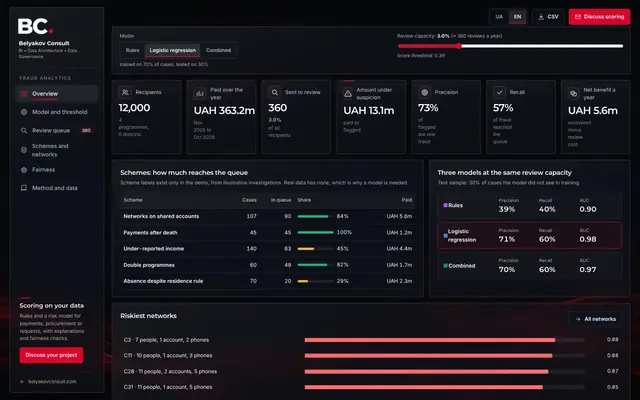 BC.
Belyakov Consult
BI • Data Architecture • Data
Governance
FRAUD ANALYTICS
Overview
Model and threshold
Review queue 360
Schemes and
networks
Fairness
Method and data
Scoring on your data
Rules and a risk model for
payments, procurement or
requests, with explanations
and fairness checks.
Discuss your project
← belyakovconsult.com
UA EN
CSV
Discuss scoring
Model
Rules Logistic regression Combined
trained on 70% of cases, tested on 30%
Review capacity: 3.0% (≈ 360 reviews a year)
Score threshold: 0.39
Recipients
12,000
4
programmes,
6 districts
Paid over the
year
UAH 363.2m
Nov
2025 to
Oct 2026
Sent to review
360
3.0%
of all
recipients
Amount under
suspicion
UAH 13.1m
paid to
flagged
Precision
73%
of
flagged
are real
fraud
Recall
57%
of fraud
reached
the
queue
Net benefit a
year
UAH 5.6m
recovered
minus
review
cost
Schemes: how much reaches the queue
Scheme labels exist only in the demo, from illustrative investigations. Real data has none, which is why a model is needed.
Scheme Cases In queue Share Paid
Networks on shared accounts 107 90 84% UAH 5.6m
Payments after death 45 45 100% UAH 1.2m
Under-reported income 140 63 45% UAH 4.4m
Double programmes 60 49 82% UAH 1.7m
Absence despite residence rule 70 20 29% UAH 2.3m
Three models at the same review capacity
Test sample: 30% of cases the model did not see in training
Rules Precision 39% Recall 40% AUC 0.90
Logistic regression Precision 71% Recall 60% AUC 0.98
Combined Precision 70% Recall 60% AUC 0.97
Riskiest networks
→ All networks
C3 · 7 people, 1 account, 2 phones 0.89
C11 · 10 people, 1 account, 3 phones 0.88
C28 · 11 people, 2 accounts, 5 phones 0.87
C31 · 11 people, 1 account, 5 phones 0.85